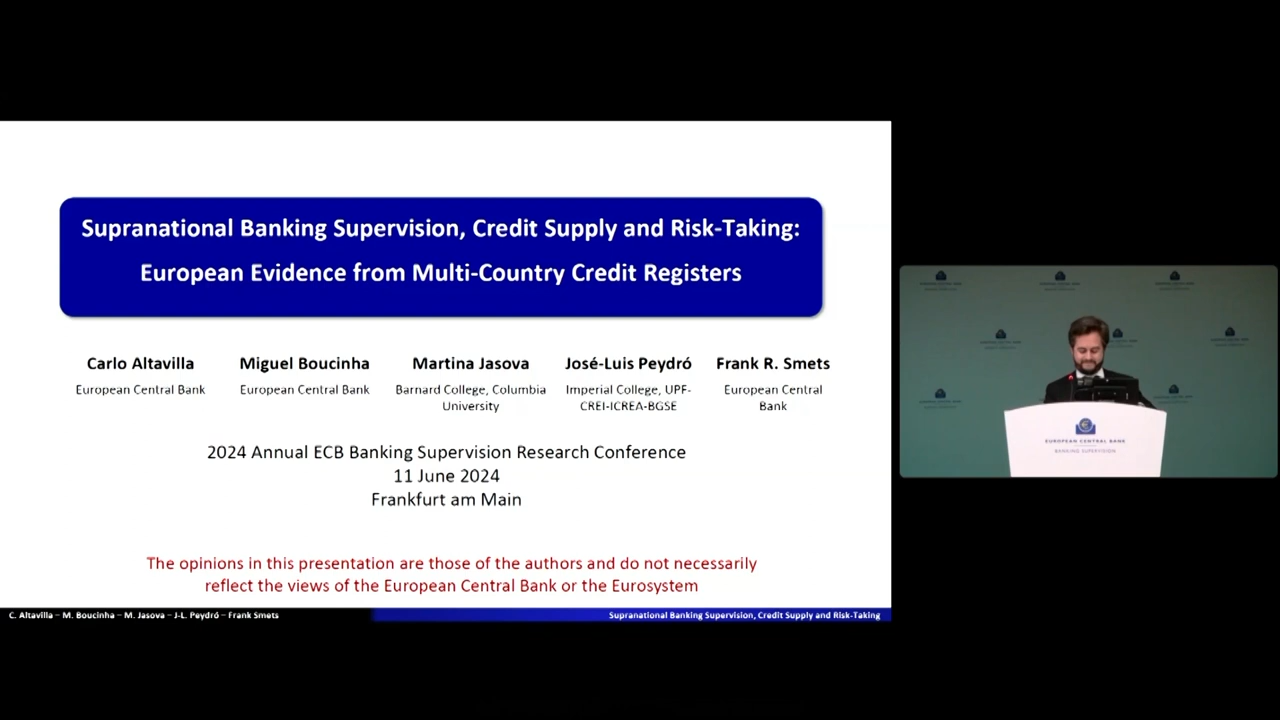 Supranational Banking Supervision, Credit Supply and Risk-Taking:
European Evidence from Multi-Country Credit Registers
Carlo Altavilla
European Central Bank
Miguel Boucinha
European Central Bank
Martina Jasova
Barnard College, Columbia
University
José-Luis Peydró
Imperial College, UPF-
CREI-ICREA-BGSE
Frank R. Smets
European Central
Bank
2024 Annual ECB Banking Supervision Research Conference
11 June 2024
Frankfurt am Main
The opinions in this presentation are those of the authors and do not necessarily
reflect the views of the European Central Bank or the Eurosystem
C. Altavilla – M. Boucinha – M. Jasova – J-L. Peydró – Frank Smets
Supranational Banking Supervision, Credit Supply and Risk-Taking
EUROPEAN CENTRAL BANK
BANKING SUPERVISION